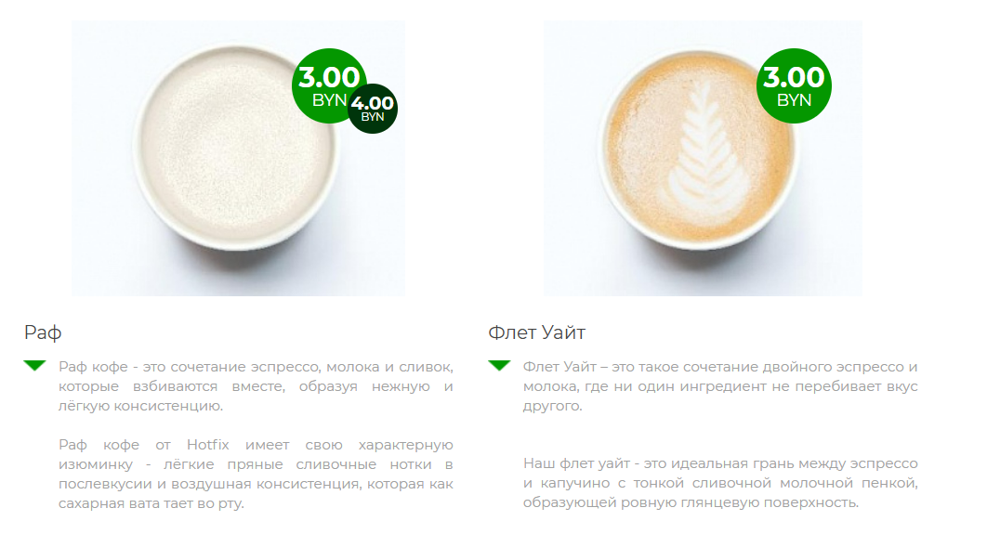 3.00
BYN
4.00
BYN
3.00
BYN
Раф
Раф кофе - это сочетание эспрессо, молока и сливок,
которые взбиваются вместе, образуя нежную и
лёгкую консистенцию.
Раф кофе от Hotfix имеет свою характерную
изюминку - лёгкие пряные сливочные нотки в
послевкусии и воздушная консистенция, которая как
сахарная вата тает во рту.
Флет Уайт
Флет Уайт – это такое сочетание двойного эспрессо и
молока, где ни один ингредиент не перебивает вкус
другого.
Наш флет уайт - это идеальная грань между эспрессо
и капучино с тонкой сливочной молочной пенкой,
образующей ровную глянцевую поверхность.